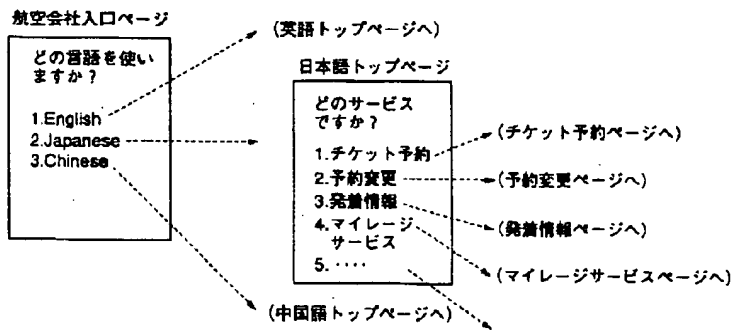 航空会社入口ページ
どの言語を使い
ますか？
1.English
2.Japanese
3.Chinese
(英語トップページへ)
日本語トップページ
どのサービス
ですか？
1.チケット予約
2.予約変更
3.発着情報
4.マイレージ
サービス
5.････
(チケット予約ページへ)
(予約変更ページへ)
(発着情報ページへ)
(マイレージサービスページへ)
(中国語トップページへ)